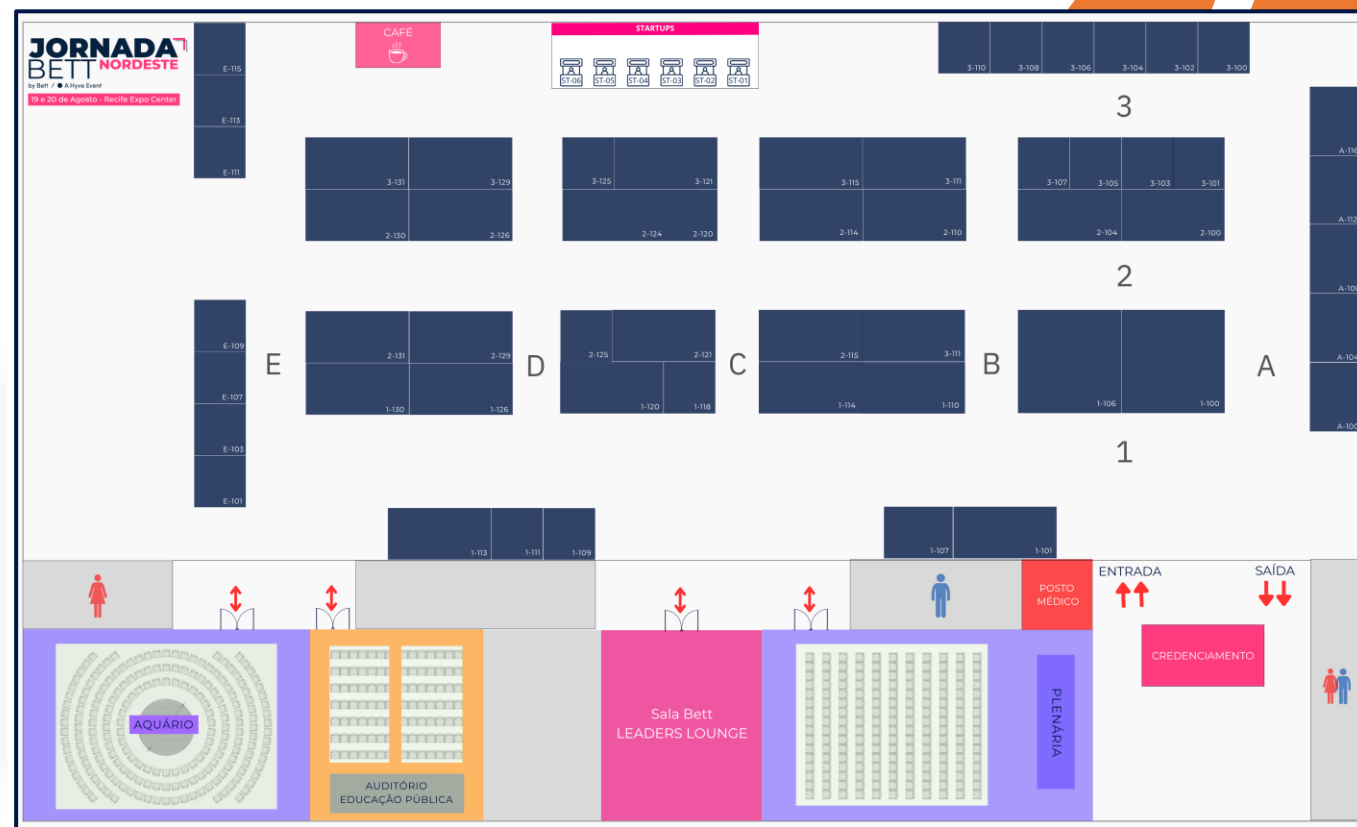 JORNADA
BETT NORDESTE
by Bett / A Hyve Event
19 e 20 de Agosto - Recife Expo Center
CAFÉ
STARTUPS
ST-06 ST-05 ST-04 ST-03 ST-02 ST-01
E-115
E-113
E-111
3-110 3-108 3-106 3-104 3-102 3-100
3
A-116
3-131 3-129 3-125 3-121 3-115 3-111 3-107 3-105 3-103 3-101
2-130 2-126 2-124 2-120 2-114 2-110 2-104 2-100
A-112
2
A-104
A-100
E-109
E-107
E-103
E-101
E D C B A
2-131 2-129 2-125 2-121 2-115 3-111
1-130 1-126 1-120 1-118 1-114 1-110 1-106 1-100
1
1-113 1-111 1-109 1-107 1-101
POSTO
MÉDICO
ENTRADA
SAÍDA
CREDENCIAMENTO
AQUÁRIO
AUDITÓRIO
EDUCAÇÃO PÚBLICA
Sala Bett
LEADERS LOUNGE
PLENÁRIA